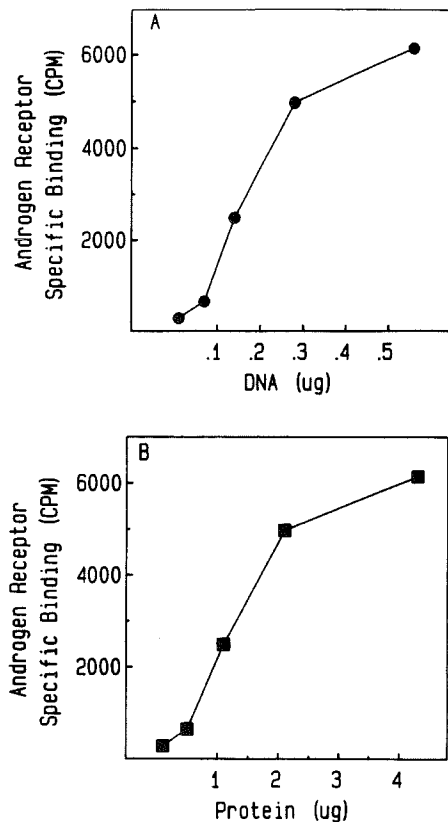 A
Androgen Receptor
Specific Binding (CPM)
6000
4000
2000
.1 .2 .3 .4 .5
DNA (ug)
B
Androgen Receptor
Specific Binding (CPM)
6000
4000
2000
1 2 3 4
Protein (ug)